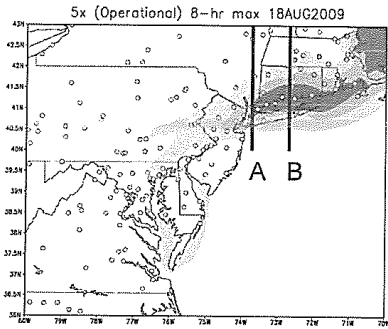 5x (Operational) 8-hr max 18AUG2009
43N
42.5N
42N
41.5N
41N
40.5N
40N
39.5N
39N
38.5N
38N
37.5N
37N
36.5N
36N
A B
80W 79W 78W 77W 76W 75W 74W 73W 72W 71W 70W